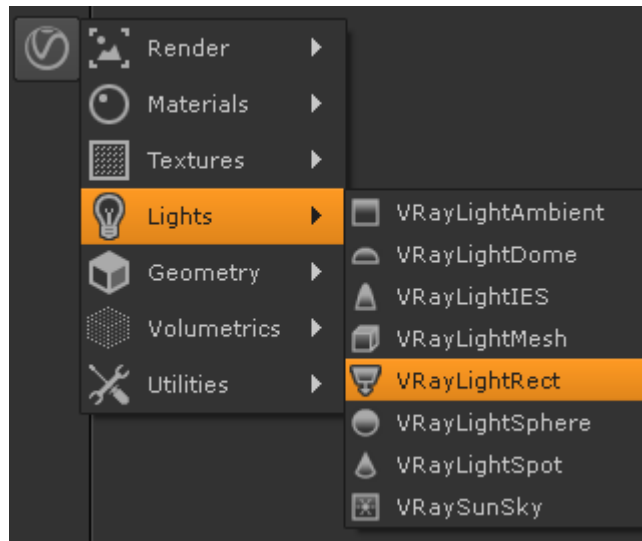 Render
Materials
Textures
Lights
Geometry
Volumetrics
Utilities
VRayLightAmbient
VRayLightDome
VRayLightIES
VRayLightMesh
VRayLightRect
VRayLightSphere
VRayLightSpot
VRaySunSky